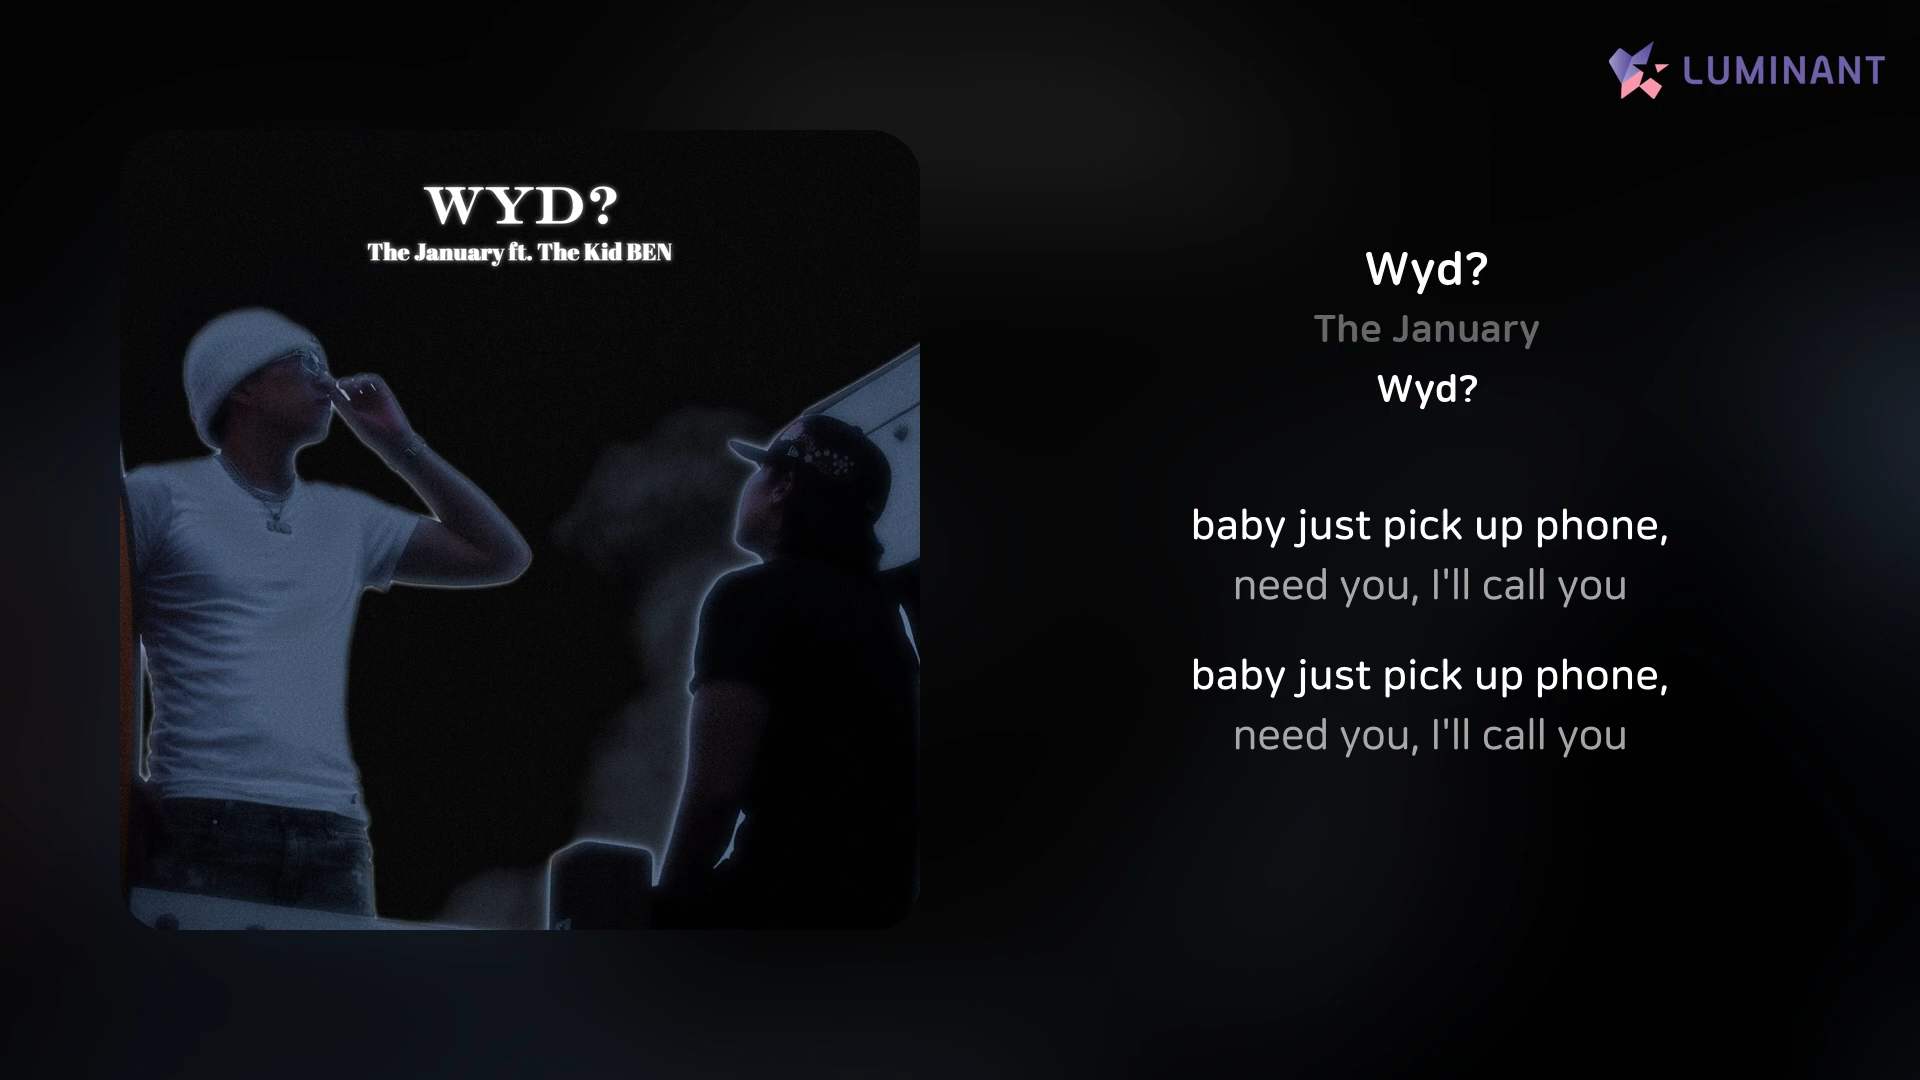 LUMINANT
WYD?
The January ft. The Kid BEN
Wyd?
The January
Wyd?
baby just pick up phone,
need you, I'll call you
baby just pick up phone,
need you, I'll call you